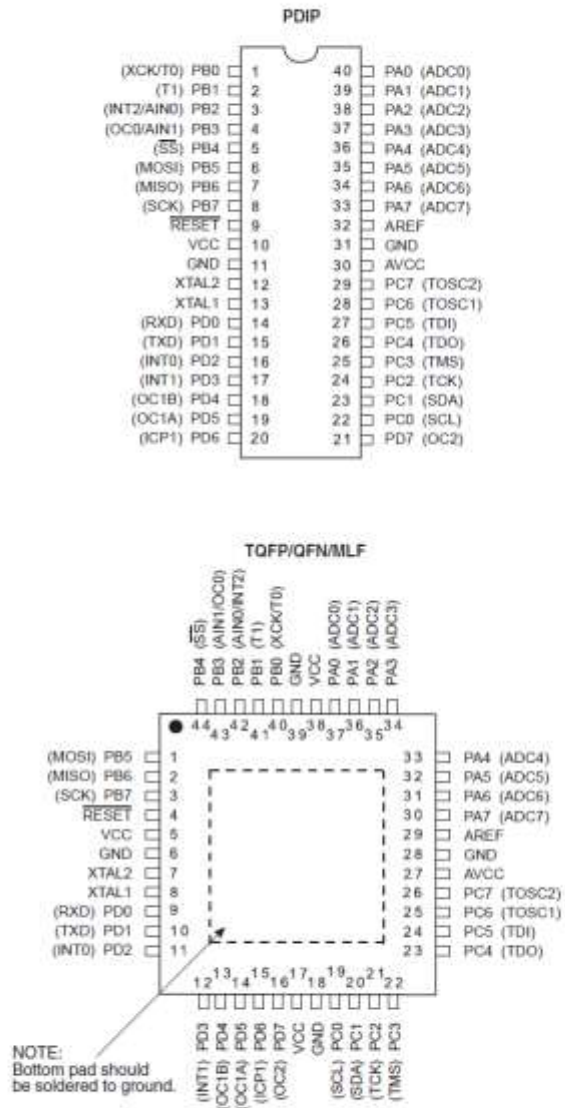 PDIP
(XCK/T0) PB0 1 40 PA0 (ADC0)
(T1) PB1 2 39 PA1 (ADC1)
(INT2/AIN0) PB2 3 38 PA2 (ADC2)
(OC0/AIN1) PB3 4 37 PA3 (ADC3)
(SS) PB4 5 36 PA4 (ADC4)
(MOSI) PB5 6 35 PA5 (ADC5)
(MISO) PB6 7 34 PA6 (ADC6)
(SCK) PB7 8 33 PA7 (ADC7)
RESET 9 32 AREF
VCC 10 31 GND
GND 11 30 AVCC
XTAL2 12 29 PC7 (TOSC2)
XTAL1 13 28 PC6 (TOSC1)
(RXD) PD0 14 27 PC5 (TDI)
(TXD) PD1 15 26 PC4 (TDO)
(INT0) PD2 16 25 PC3 (TMS)
(INT1) PD3 17 24 PC2 (TCK)
(OC1B) PD4 18 23 PC1 (SDA)
(OC1A) PD5 19 22 PC0 (SCL)
(ICP1) PD6 20 21 PD7 (OC2)
TQFP/QFN/MLF
PB4 (SS)
PB3 (AIN1/OC0)
PB2 (AIN0/INT2)
PB1 (T1)
PB0 (XCK/T0)
GND
VCC
PA0 (ADC0)
PA1 (ADC1)
PA2 (ADC2)
PA3 (ADC3)
44 43 42 41 40 39 38 37 36 35 34
(MOSI) PB5 1 33 PA4 (ADC4)
(MISO) PB6 2 32 PA5 (ADC5)
(SCK) PB7 3 31 PA6 (ADC6)
RESET 4 30 PA7 (ADC7)
VCC 5 29 AREF
GND 6 28 GND
XTAL2 7 27 AVCC
XTAL1 8 26 PC7 (TOSC2)
(RXD) PD0 9 25 PC6 (TOSC1)
(TXD) PD1 10 24 PC5 (TDI)
(INT0) PD2 11 23 PC4 (TDO)
12 13 14 15 16 17 18 19 20 21 22
(INT1) PD3
(OC1B) PD4
(OC1A) PD5
(ICP1) PD6
(OC2) PD7
VCC
GND
(SCL) PC0
(SDA) PC1
(TCK) PC2
(TMS) PC3
NOTE:
Bottom pad should
be soldered to ground.